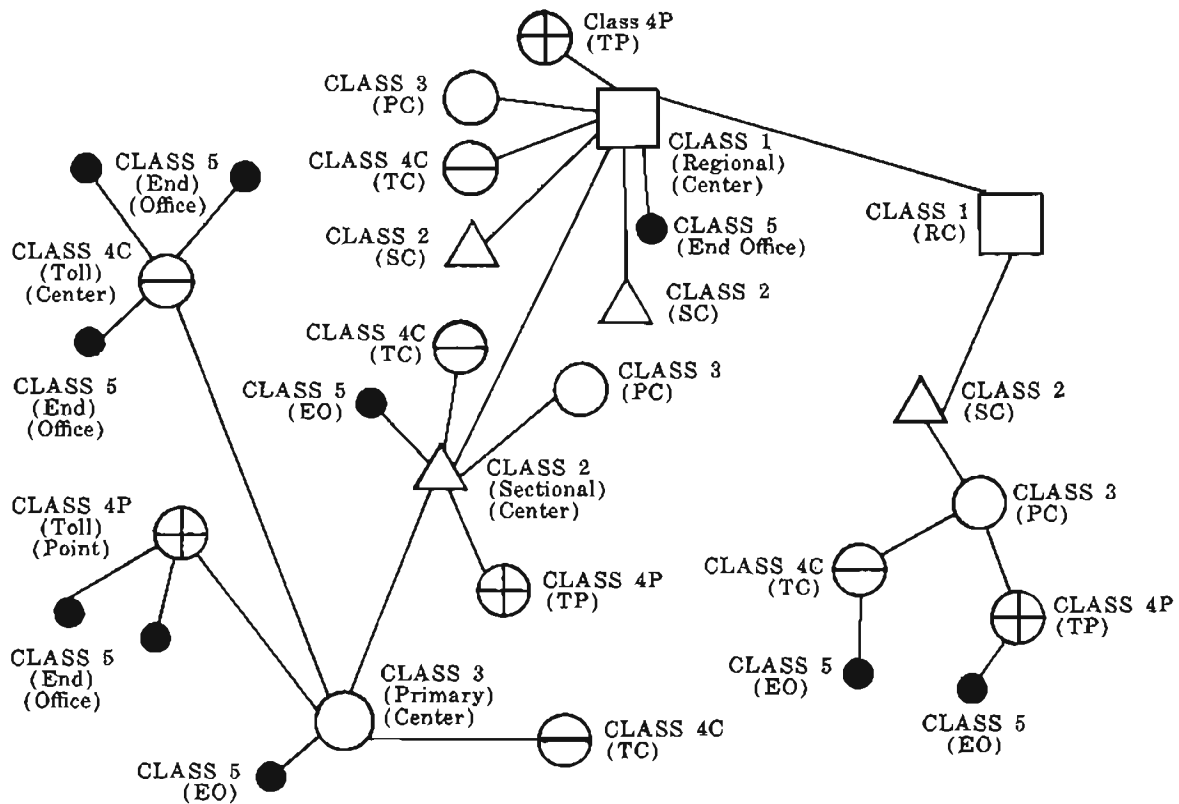 Class 4P
(TP)
CLASS 3
(PC)
CLASS 4C
(TC)
CLASS 2
(SC)
CLASS 1
(Regional)
(Center)
CLASS 5
(End Office)
CLASS 2
(SC)
CLASS 1
(RC)
CLASS 5
(End)
(Office)
CLASS 4C
(Toll)
(Center)
CLASS 5
(End)
(Office)
CLASS 4C
(TC)
CLASS 5
(EO)
CLASS 3
(PC)
CLASS 2
(Sectional)
(Center)
CLASS 4P
(TP)
CLASS 2
(SC)
CLASS 3
(PC)
CLASS 4C
(TC)
CLASS 4P
(TP)
CLASS 5
(EO)
CLASS 5
(EO)
CLASS 4P
(Toll)
(Point)
CLASS 5
(End)
(Office)
CLASS 3
(Primary)
(Center)
CLASS 4C
(TC)
CLASS 5
(EO)